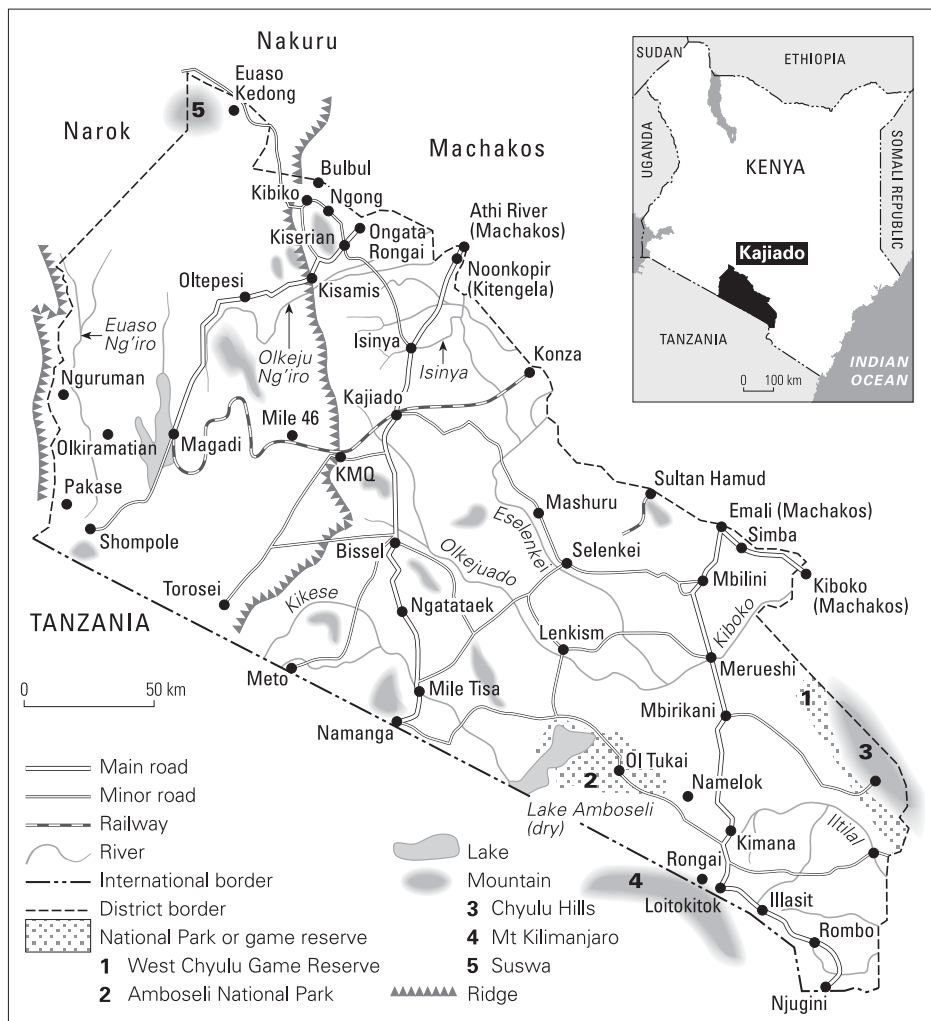 Nakuru
Euaso
Kedong
5
Narok
Machakos
Bulbul
Kibiko
Ngong
Athi River
(Machakos)
Kiserian
Ongata
Rongai
Noonkopir
(Kitengela)
Oltepesi
Kisamis
Euaso
Ng'iro
Olkeju
Ng'iro
Isinya
Isinya
Konza
Nguruman
Kajiado
Mile 46
Olkiramatian
Magadi
KMQ
Pakase
Sultan Hamud
Mashuru
Emali (Machakos)
Simba
Shompole
Bissel
Olkejuado
Eselenkei
Selenkei
Mbilini
Kiboko
(Machakos)
Torosei
Kikese
Ngatataek
Kiboko
TANZANIA
Lenkism
Merueshi
0 50 km
Meto
Mile Tisa
Mbirikani
1
Namanga
3
Ol Tukai
2
Namelok
Lake Amboseli
(dry)
Kimana
Iltilal
Rongai
4
Loitokitok
Illasit
Rombo
Njugini
SUDAN
ETHIOPIA
UGANDA
KENYA
SOMALI REPUBLIC
Kajiado
TANZANIA
INDIAN
OCEAN
0 100 km
Main road
Minor road
Railway
River
International border
District border
National Park or game reserve
1 West Chyulu Game Reserve
2 Amboseli National Park
Lake
Mountain
3 Chyulu Hills
4 Mt Kilimanjaro
5 Suswa
Ridge